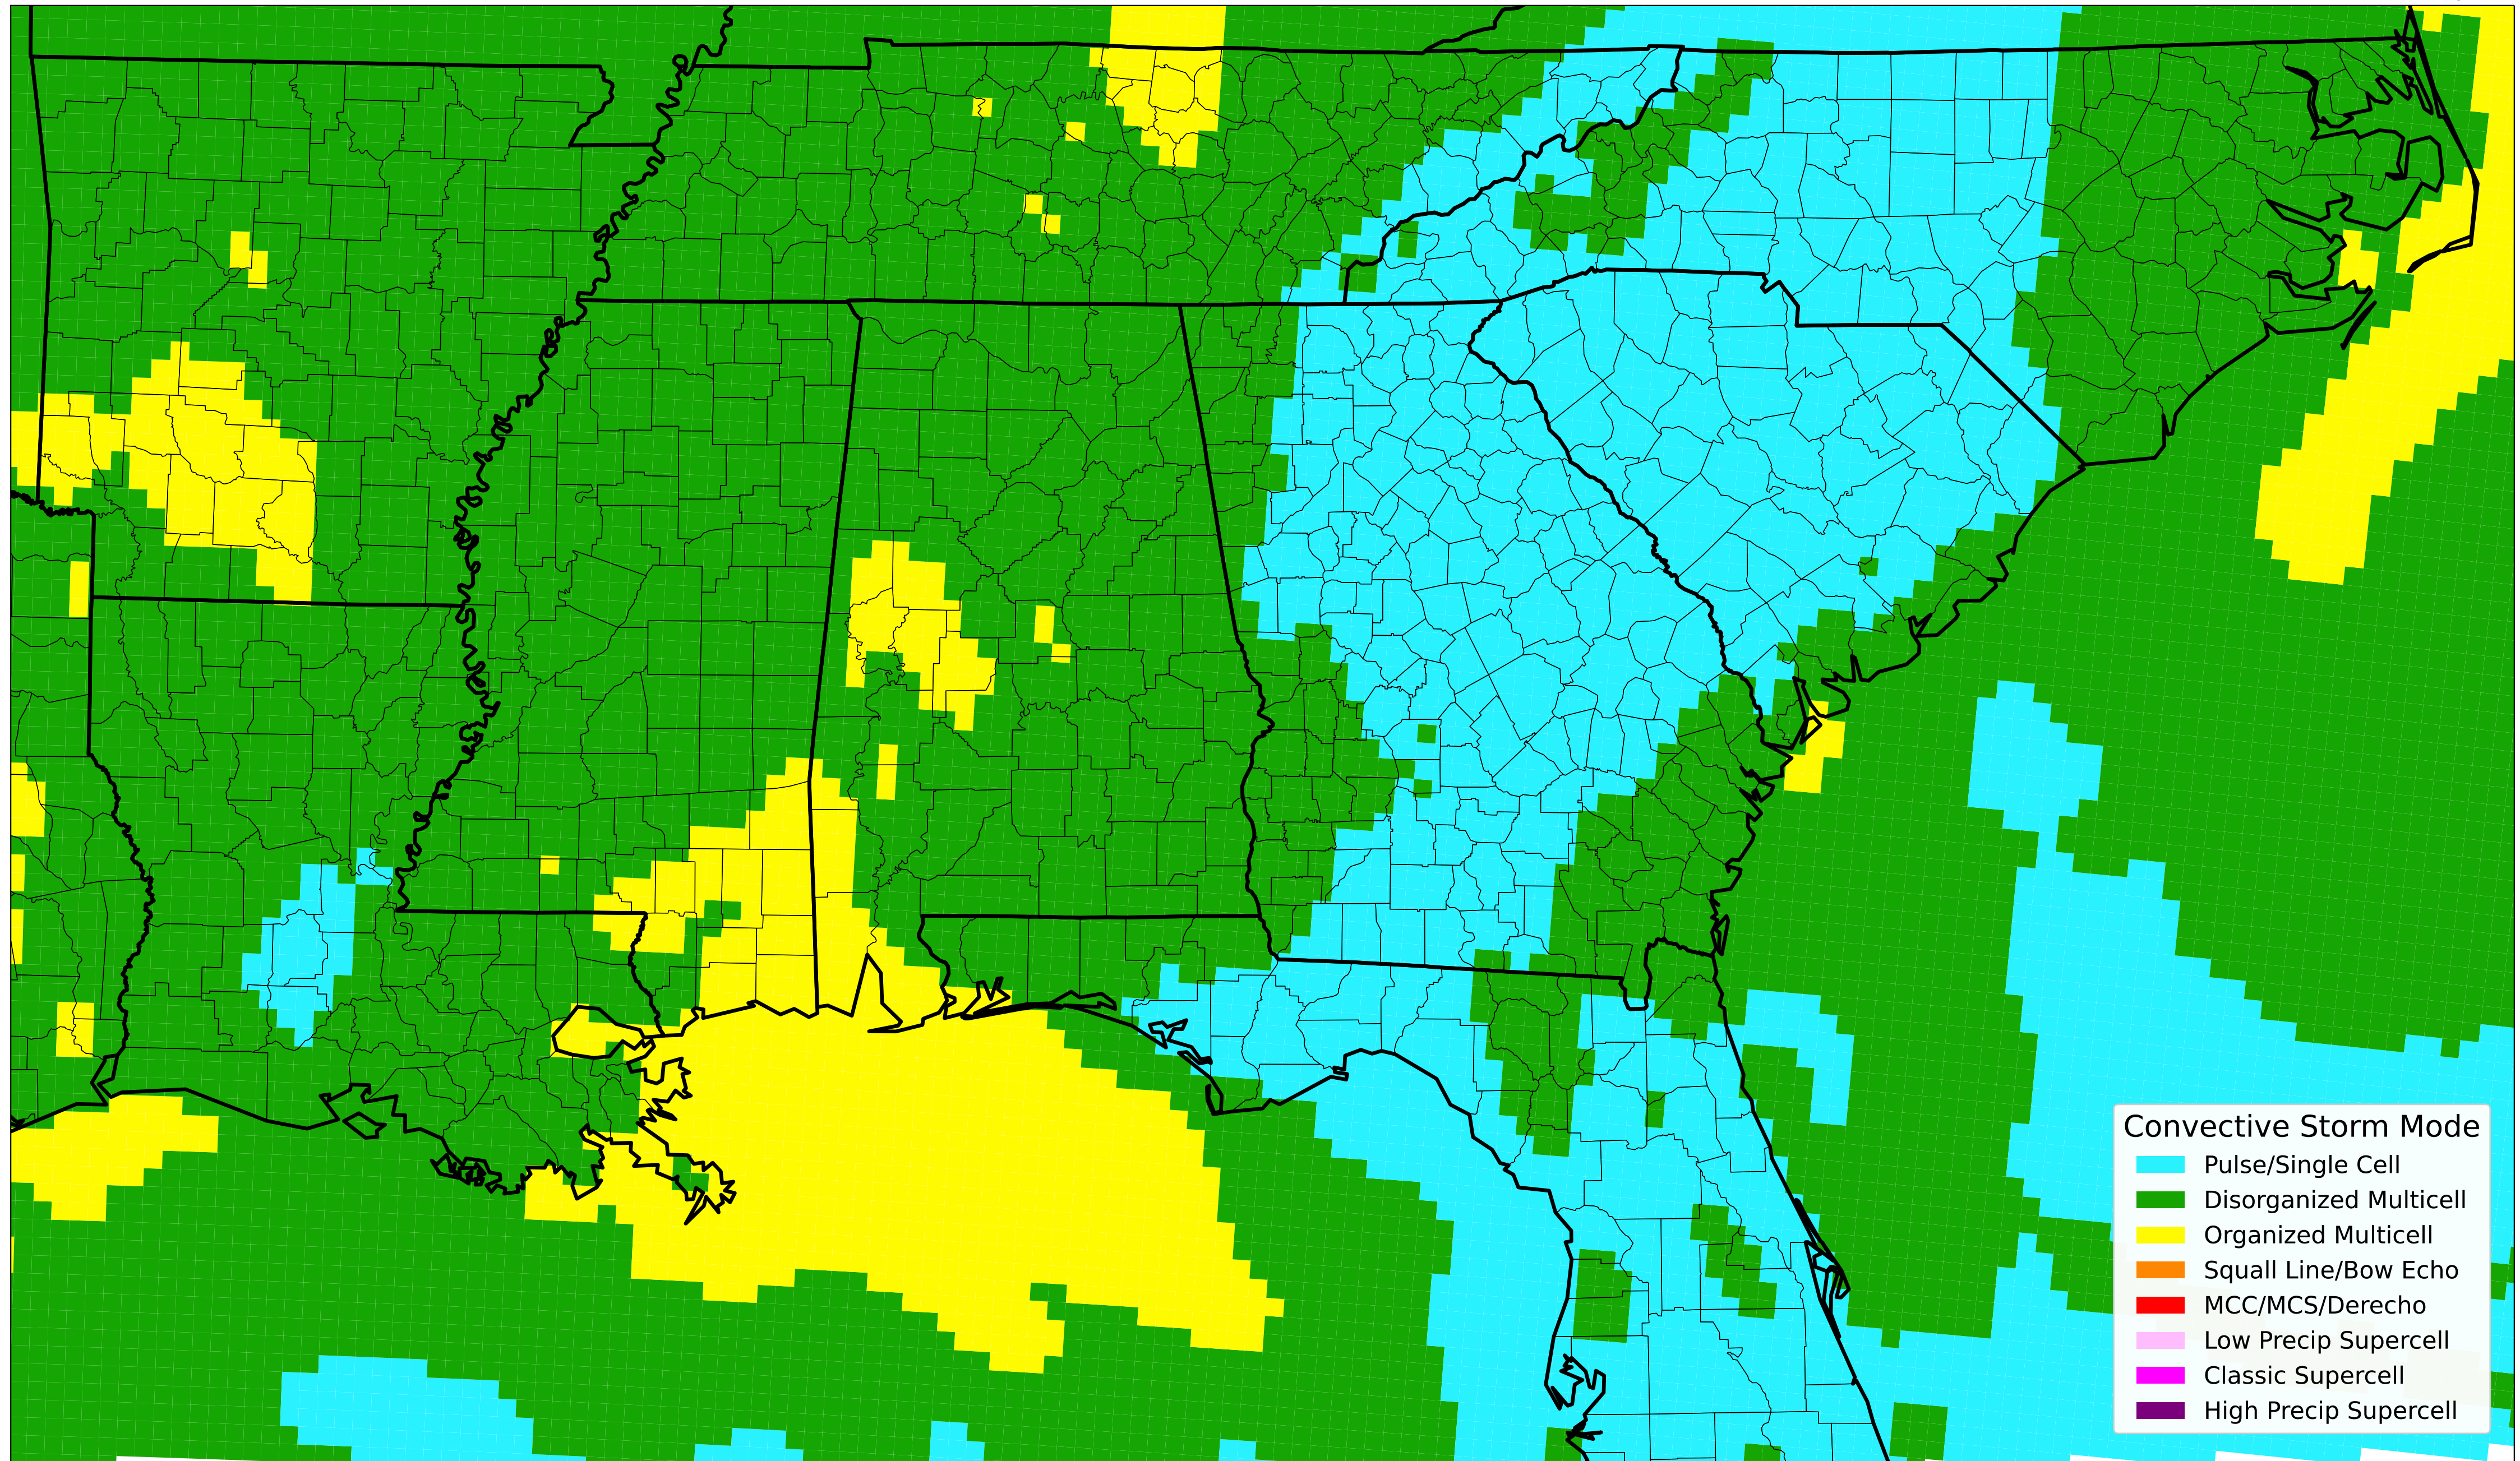 Convective Storm Mode
Pulse/Single Cell
Disorganized Multicell
Organized Multicell
Squall Line/Bow Echo
MCC/MCS/Derecho
Low Precip Supercell
Classic Supercell
High Precip Supercell